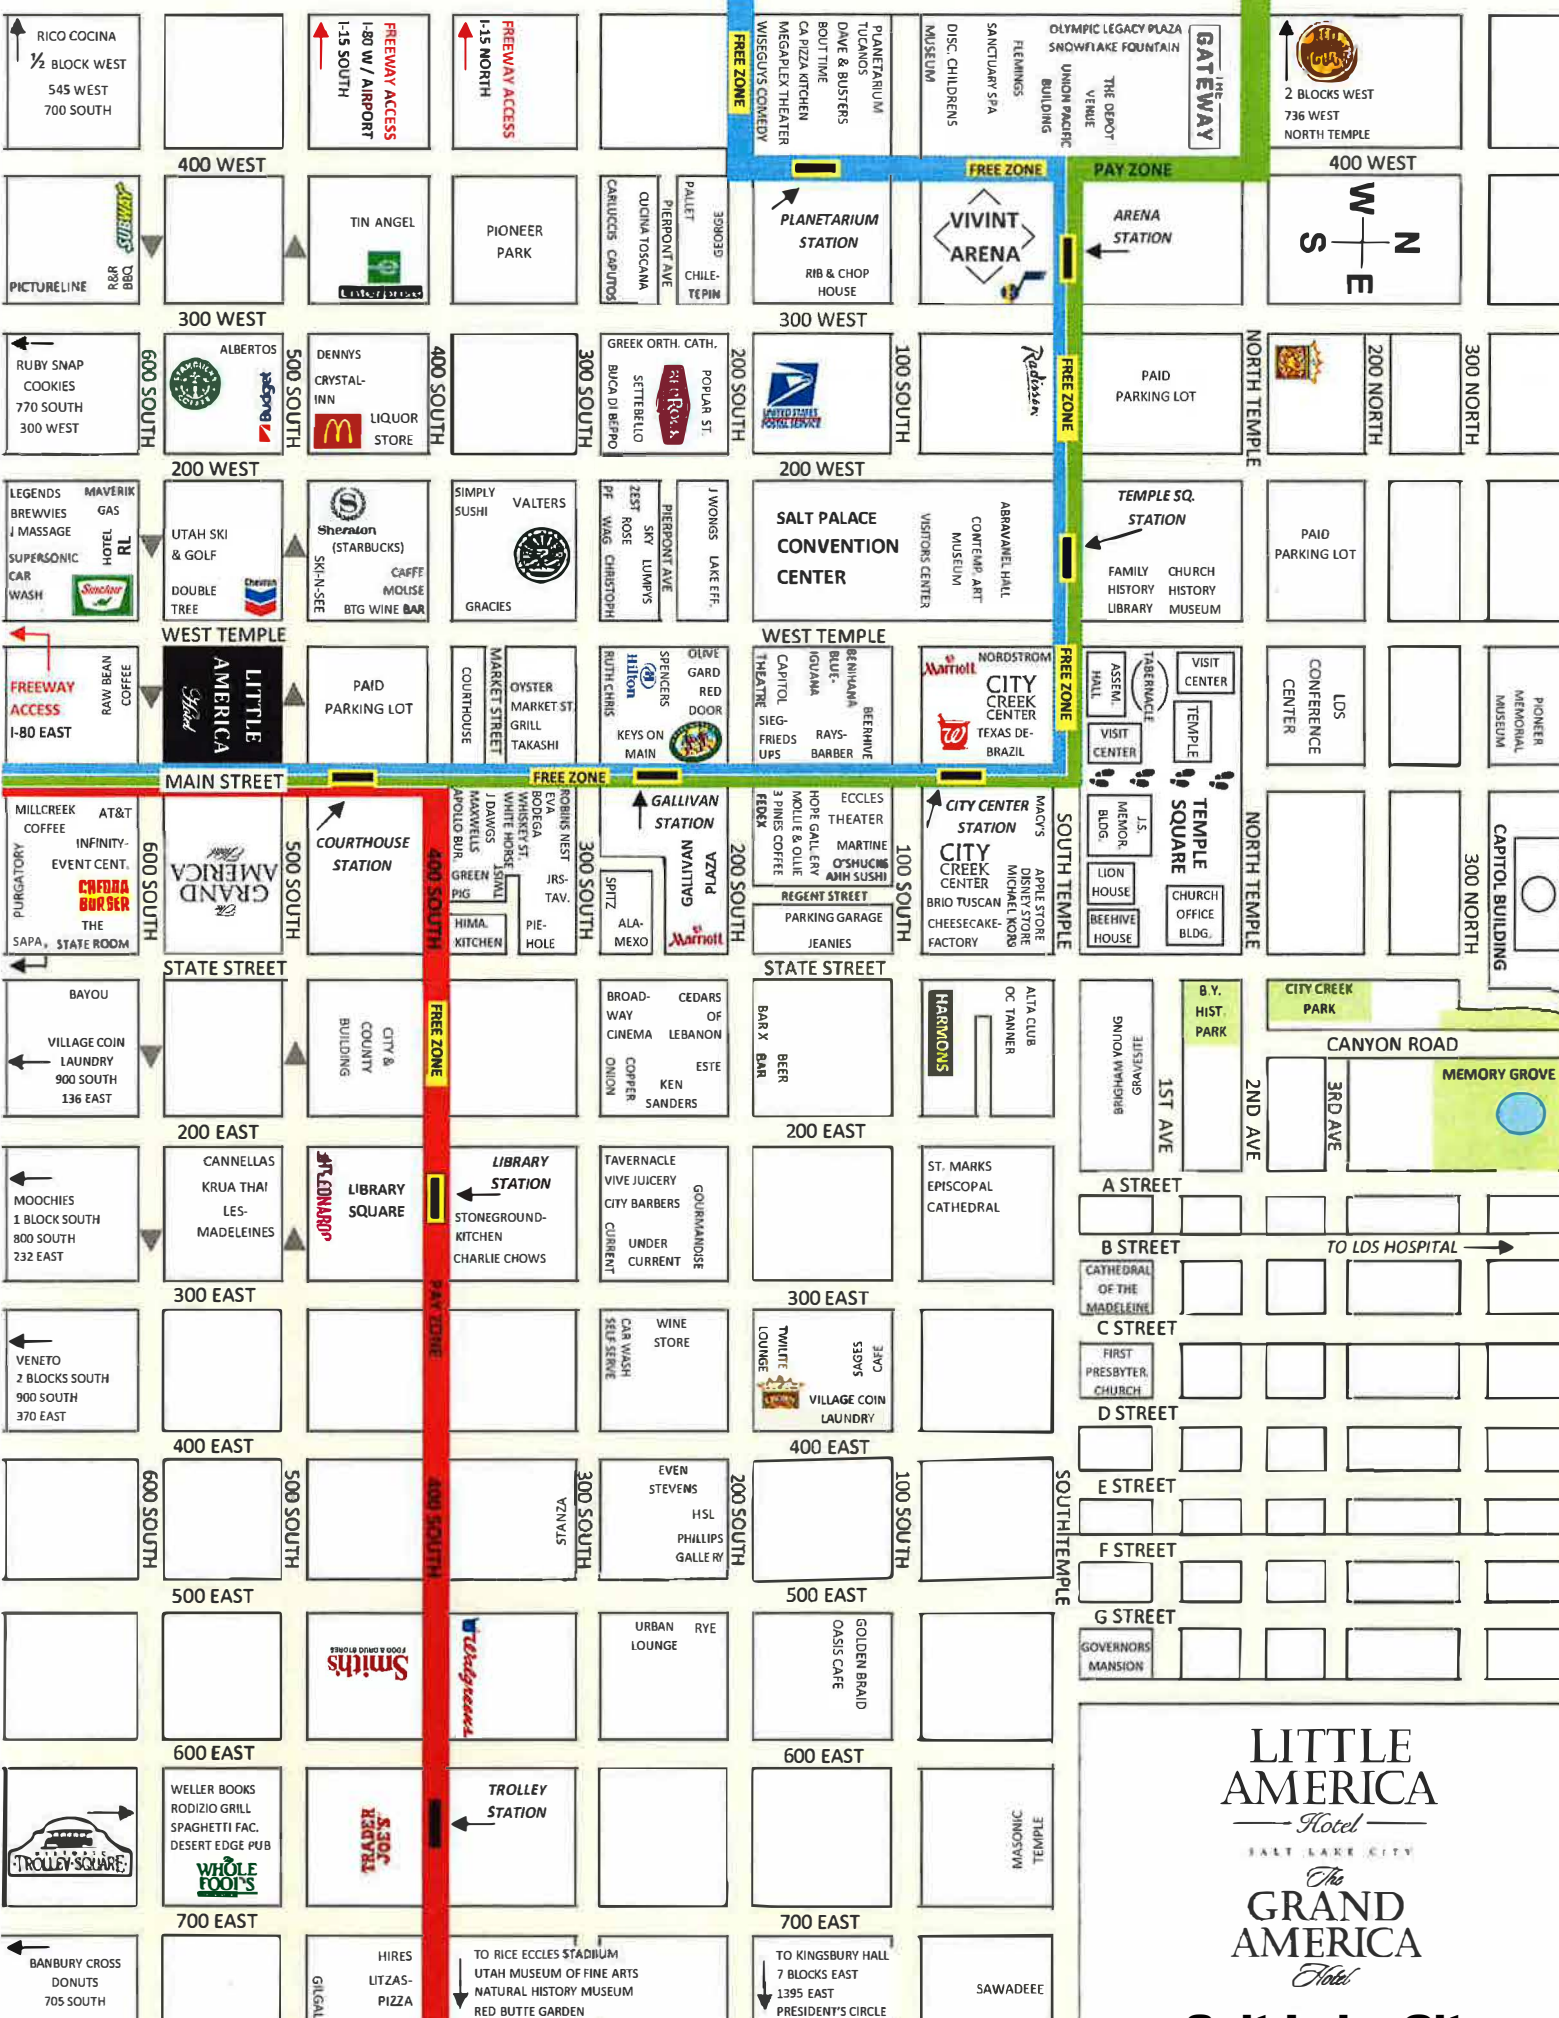 RICO COCINA
½ BLOCK WEST
545 WEST
700 SOUTH
FREEWAY ACCESS
I-80 W / AIRPORT
I-15 SOUTH
FREEWAY ACCESS
I-15 NORTH
FREE ZONE
PLANETARIUM
TUCANOS
DAVE & BUSTERS
BOUT TIME
CA PIZZA KITCHEN
MEGAPLEX THEATER
WISEGUYS COMEDY
DISC. CHILDRENS
MUSEUM
SANCTUARY SPA
FLEMINGS
OLYMPIC LEGACY PLAZA
SNOWFLAKE FOUNTAIN
UNION PACIFIC
BUILDING
THE DEPOT
VENUE
THE
GATEWAY
2 BLOCKS WEST
736 WEST
NORTH TEMPLE
400 WEST
FREE ZONE
PAY ZONE
400 WEST
SUBWAY
R&R
BBQ
PICTURELINE
TIN ANGEL
PIONEER
PARK
CARLUCCIS CAPUTOS
CUCINA TOSCANA
PIERPONT AVE
PALLET
GEORGE
CHILE-
TEPIN
PLANETARIUM
STATION
RIB & CHOP
HOUSE
VIVINT
ARENA
ARENA
STATION
W
S N
E
300 WEST
300 WEST
RUBY SNAP
COOKIES
770 SOUTH
300 WEST
600 SOUTH
STARBUCKS
COFFEE
ALBERTOS
Budget
500 SOUTH
DENNYS
CRYSTAL-
INN
LIQUOR
STORE
400 SOUTH
300 SOUTH
GREEK ORTH. CATH.
BUCA DI BEPPO
SETTEBELLO
RED ROCK
POPLAR ST.
200 SOUTH
UNITED STATES
POSTAL SERVICE
100 SOUTH
Radisson
FREE ZONE
PAID
PARKING LOT
NORTH TEMPLE
200 NORTH
300 NORTH
200 WEST
200 WEST
LEGENDS
BREWVIES
J MASSAGE
SUPERSONIC
CAR
WASH
MAVERIK
GAS
HOTEL
RL
Sinclair
UTAH SKI
& GOLF
DOUBLE
TREE
Chevron
Sheraton
(STARBUCKS)
SKI-N-SEE
CAFFE
MOLISE
BTG WINE BAR
SIMPLY
SUSHI
VALTERS
GRACIES
PF WAG CHRISTOPH
ZEST ROSE
SKY LUMPYS
PIERPONT AVE
J WONGS LAKE EFF.
SALT PALACE
CONVENTION
CENTER
VISITORS CENTER
CONTEMP. ART
MUSEUM
ABRAVANEL HALL
TEMPLE SQ.
STATION
FAMILY
HISTORY
LIBRARY
CHURCH
HISTORY
MUSEUM
PAID
PARKING LOT
WEST TEMPLE
WEST TEMPLE
FREEWAY
ACCESS
I-80 EAST
RAW BEAN
COFFEE
LITTLE
AMERICA
Hotel
PAID
PARKING LOT
COURTHOUSE
MARKET STREET
OYSTER
MARKET ST.
GRILL
TAKASHI
RUTH CHRIS
Hilton
SPENCERS
OLIVE
GARD
RED
DOOR
KEYS ON
MAIN
CAPITOL
THEATRE
BLUE-
IGUANA
BENIHANA
BEERHIVE
SIEG-
FRIEDS
UPS
RAYS-
BARBER
Marriott
NORDSTROM
CITY
CREEK
CENTER
TEXAS DE-
BRAZIL
FREE ZONE
ASSEM.
HALL
TABERNACLE
VISIT
CENTER
VISIT
CENTER
TEMPLE
LDS
CONFERENCE
CENTER
PIONEER
MEMORIAL
MUSEUM
MAIN STREET
FREE ZONE
MILLCREEK
COFFEE
AT&T
INFINITY-
EVENT CENT.
PURGATORY
CAFE RIO
BURGER
THE
STATE ROOM
SAPA,
600 SOUTH
The
GRAND
AMERICA
Hotel
500 SOUTH
COURTHOUSE
STATION
400 SOUTH
APOLLO BUR.
MAXWELLS
J DAWGS
WHITE HORSE
WHISKEY ST.
BODEGA
EVA
ROBINS NEST
GREEN
PIG
TWIST
HIMA.
KITCHEN
JRS-
TAV.
PIE-
HOLE
300 SOUTH
GALLIVAN
STATION
GALLIVAN
PLAZA
SPITZ
ALA-
MEXO
Marriott
200 SOUTH
FEDEX
3 PINES COFFEE
MOLLIE & OLLIE
HOPE GALLERY
ECCLES
THEATER
MARTINE
O'SHUCKS
AHH SUSHI
REGENT STREET
PARKING GARAGE
JEANIES
100 SOUTH
CITY CENTER
STATION
MACY'S
CITY
CREEK
CENTER
BRIO TUSCAN
CHEESECAKE-
FACTORY
APPLE STORE
DISNEY STORE
MICHAEL KORS
SOUTH TEMPLE
J.S.
MEMOR.
BLDG.
TEMPLE
SQUARE
LION
HOUSE
BEEHIVE
HOUSE
CHURCH
OFFICE
BLDG.
NORTH TEMPLE
300 NORTH
CAPITOL BUILDING
STATE STREET
STATE STREET
BAYOU
VILLAGE COIN
LAUNDRY
900 SOUTH
136 EAST
CITY &
COUNTY
BUILDING
FREE ZONE
BROAD-
WAY
CINEMA
CEDARS
OF
LEBANON
COPPER
ONION
ESTE
KEN
SANDERS
BAR X
BEER
BAR
HARMONS
ALTA CLUB
OC TANNER
BRIGHAM YOUNG
GRAVESITE
1ST AVE
B.Y.
HIST.
PARK
2ND AVE
CITY CREEK
PARK
CANYON ROAD
3RD AVE
MEMORY GROVE
200 EAST
200 EAST
MOOCHIES
1 BLOCK SOUTH
800 SOUTH
232 EAST
CANNELLAS
KRUA THAI
LES-
MADELEINES
LIBRARY
SQUARE
LIBRARY
STATION
STONEGROUND-
KITCHEN
CHARLIE CHOWS
TAVERNACLE
VIVE JUICERY
CITY BARBERS
CURRENT
UNDER
CURRENT
GOURMANDISE
ST. MARKS
EPISCOPAL
CATHEDRAL
A STREET
B STREET
TO LDS HOSPITAL
CATHEDRAL
OF THE
MADELEINE
300 EAST
300 EAST
PAY ZONE
C STREET
VENETO
2 BLOCKS SOUTH
900 SOUTH
370 EAST
CAR WASH
SELF SERVE
WINE
STORE
TWILITE
LOUNGE
CAFE
SAGES
VILLAGE COIN
LAUNDRY
FIRST
PRESBYTER.
CHURCH
D STREET
400 EAST
400 EAST
600 SOUTH
500 SOUTH
400 SOUTH
STANZA
300 SOUTH
EVEN
STEVENS
HSL
PHILLIPS
GALLERY
200 SOUTH
100 SOUTH
SOUTH TEMPLE
E STREET
F STREET
500 EAST
500 EAST
G STREET
Smith's
FOOD & DRUG STORES
Walgreens
URBAN
LOUNGE
RYE
OASIS CAFE
GOLDEN BRAID
GOVERNORS
MANSION
600 EAST
600 EAST
TROLLEY SQUARE
WELLER BOOKS
RODIZIO GRILL
SPAGHETTI FAC.
DESERT EDGE PUB
WHOLE
FOODS
TRADER
JOE'S
TROLLEY
STATION
MASONIC
TEMPLE
LITTLE
AMERICA
Hotel
SALT LAKE CITY
The
GRAND
AMERICA
Hotel
700 EAST
700 EAST
BANBURY CROSS
DONUTS
705 SOUTH
GILGAL
HIRES
LITZAS-
PIZZA
TO RICE ECCLES STADIUM
UTAH MUSEUM OF FINE ARTS
NATURAL HISTORY MUSEUM
RED BUTTE GARDEN
TO KINGSBURY HALL
7 BLOCKS EAST
1395 EAST
PRESIDENT'S CIRCLE
SAWADEEE